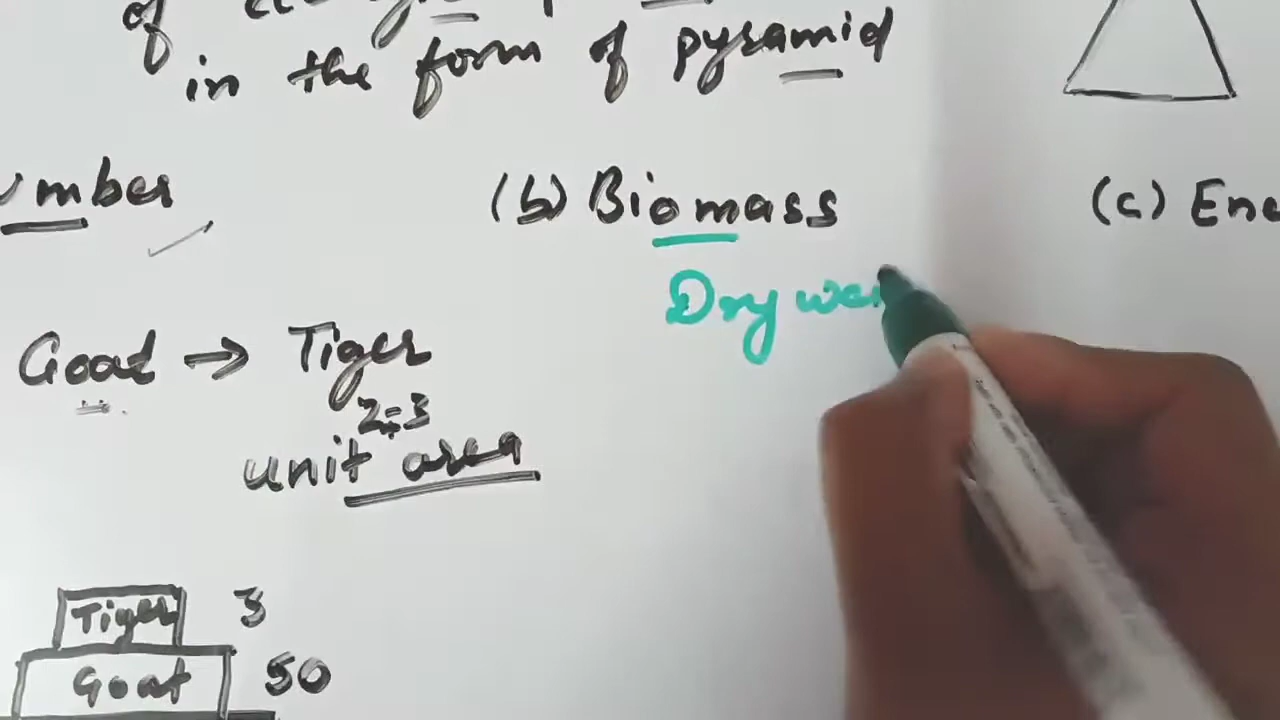 of
in the form of pyramid
umber
(b) Biomass
(c) Ene
Dry wei
Goat → Tiger
2-3
unit area
Tiger 3
Goat 50